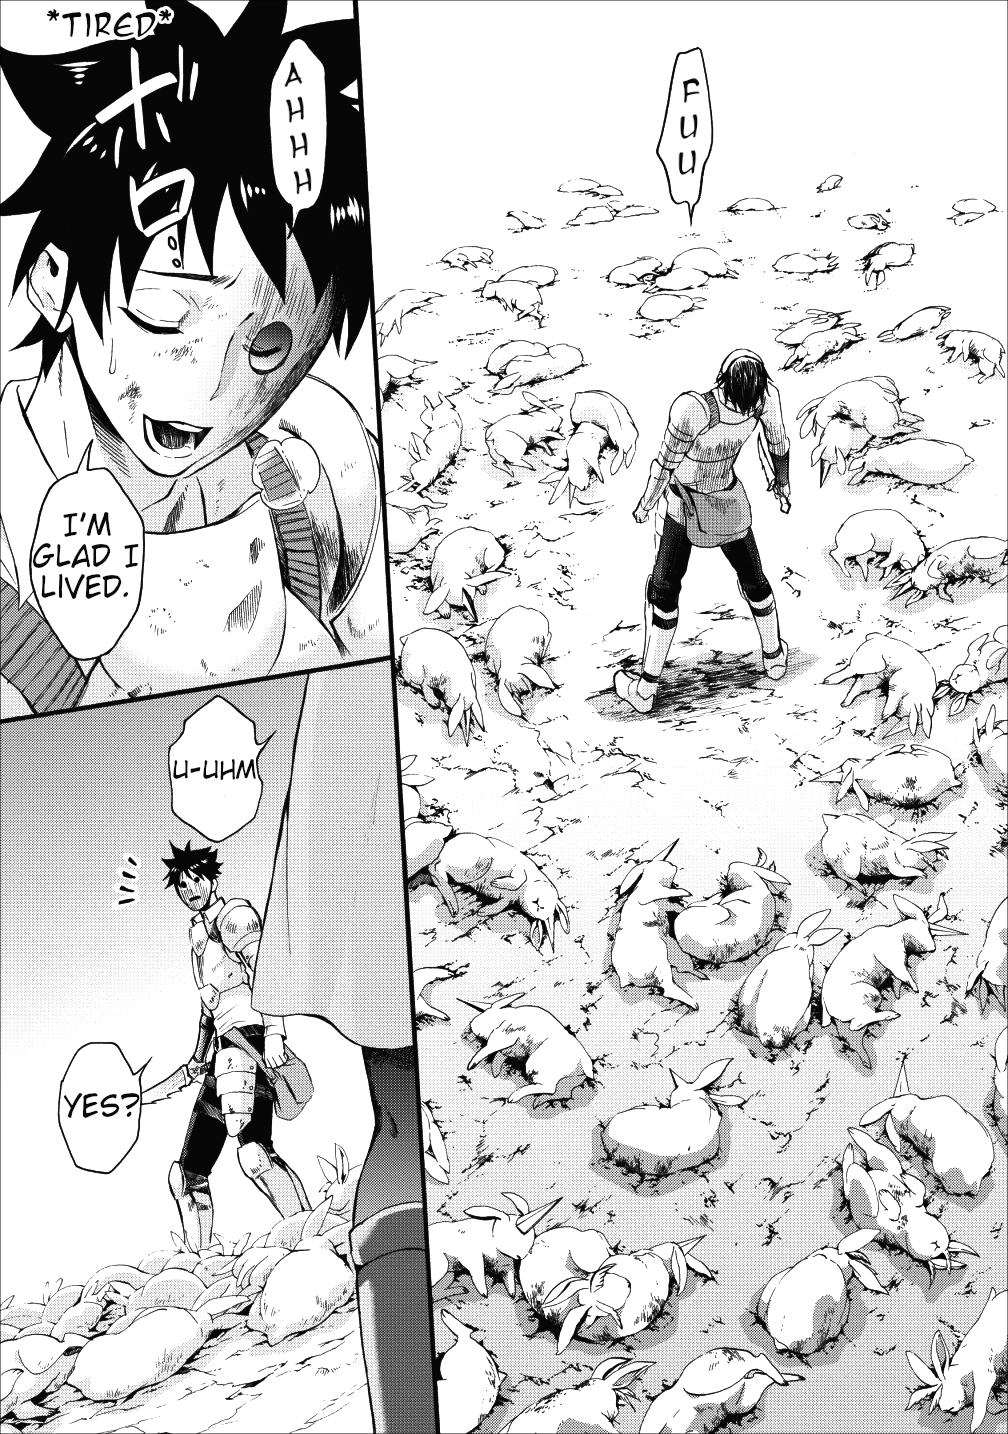 FUU
*TIRED*
ボロ...
AHHH
I'M
GLAD I
LIVED.
U-UHM
YES?